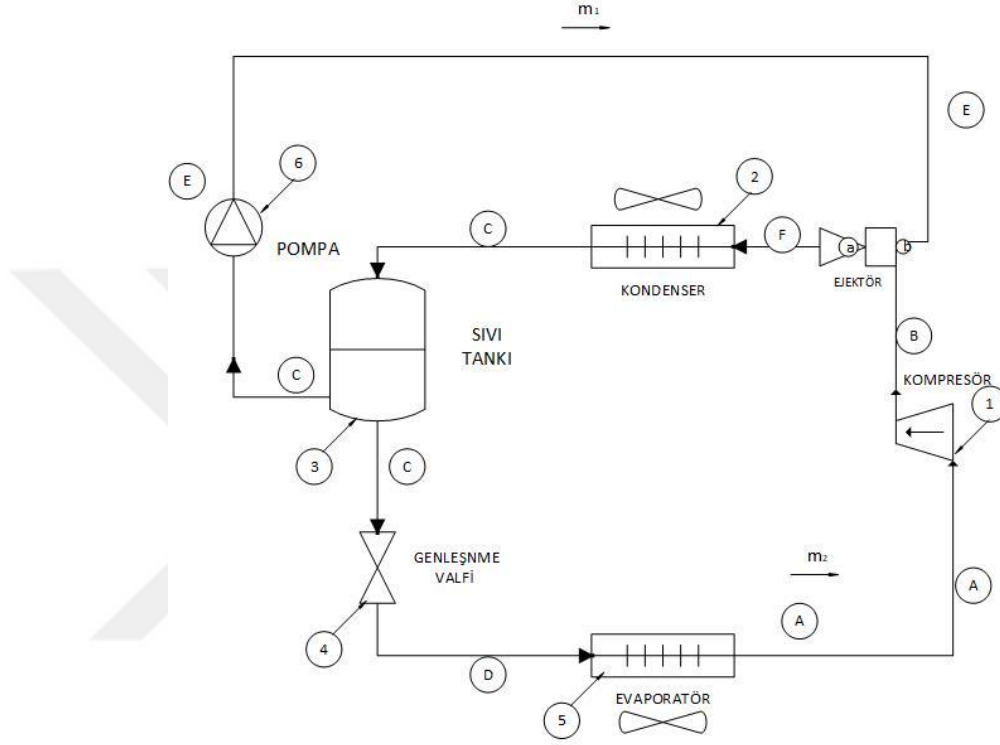 m₁
E
E
6
2
POMPA
C
F
a
b
KONDENSER
EJEKTÖR
SIVI
TANKI
B
C
KOMPRESÖR
1
3
C
GENLEŞNME
VALFİ
m₂
A
A
4
D
5
EVAPORATÖR